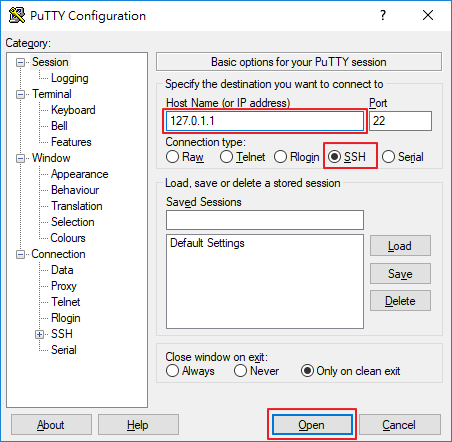 PuTTY Configuration
?
Category:
Session
Logging
Terminal
Keyboard
Bell
Features
Window
Appearance
Behaviour
Translation
Selection
Colours
Connection
Data
Proxy
Telnet
Rlogin
SSH
Serial
Basic options for your PuTTY session
Specify the destination you want to connect to
Host Name (or IP address) Port
127.0.1.1 22
Connection type:
Raw Telnet Rlogin SSH Serial
Load, save or delete a stored session
Saved Sessions
Default Settings
Load
Save
Delete
Close window on exit:
Always Never Only on clean exit
About Help Open Cancel